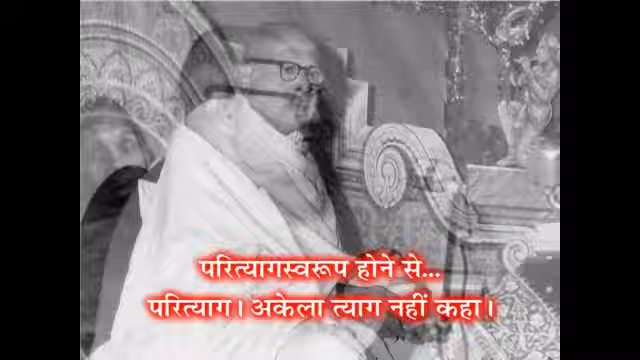 परित्यागस्वरूप होने से...
परित्याग। अकेला त्याग नहीं कहा।